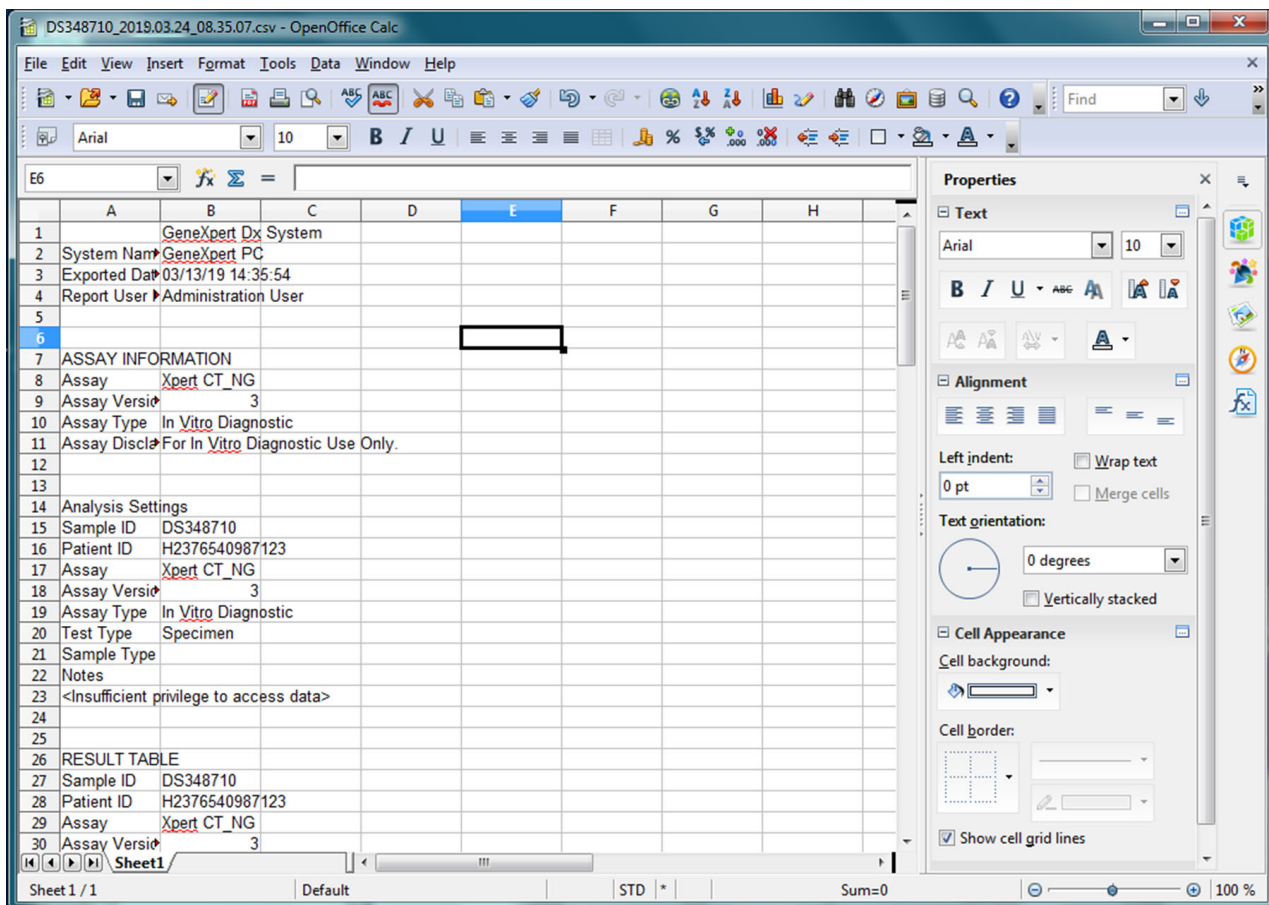 DS348710_2019.03.24_08.35.07.csv - OpenOffice Calc
File Edit View Insert Format Tools Data Window Help
Find
Arial 10
E6
A B C D E F G H
1 GeneXpert Dx System
2 System Nam GeneXpert PC
3 Exported Dat 03/13/19 14:35:54
4 Report User Administration User
5
6
7 ASSAY INFORMATION
8 Assay Xpert CT_NG
9 Assay Versio 3
10 Assay Type In Vitro Diagnostic
11 Assay Discla For In Vitro Diagnostic Use Only.
12
13
14 Analysis Settings
15 Sample ID DS348710
16 Patient ID H2376540987123
17 Assay Xpert CT_NG
18 Assay Versio 3
19 Assay Type In Vitro Diagnostic
20 Test Type Specimen
21 Sample Type
22 Notes
23 <Insufficient privilege to access data>
24
25
26 RESULT TABLE
27 Sample ID DS348710
28 Patient ID H2376540987123
29 Assay Xpert CT_NG
30 Assay Versio 3
Sheet1
Sheet 1 / 1 Default STD * Sum=0 100 %
Properties
Text
Arial 10
Alignment
Left indent:
Wrap text
0 pt
Merge cells
Text orientation:
0 degrees
Vertically stacked
Cell Appearance
Cell background:
Cell border:
Show cell grid lines